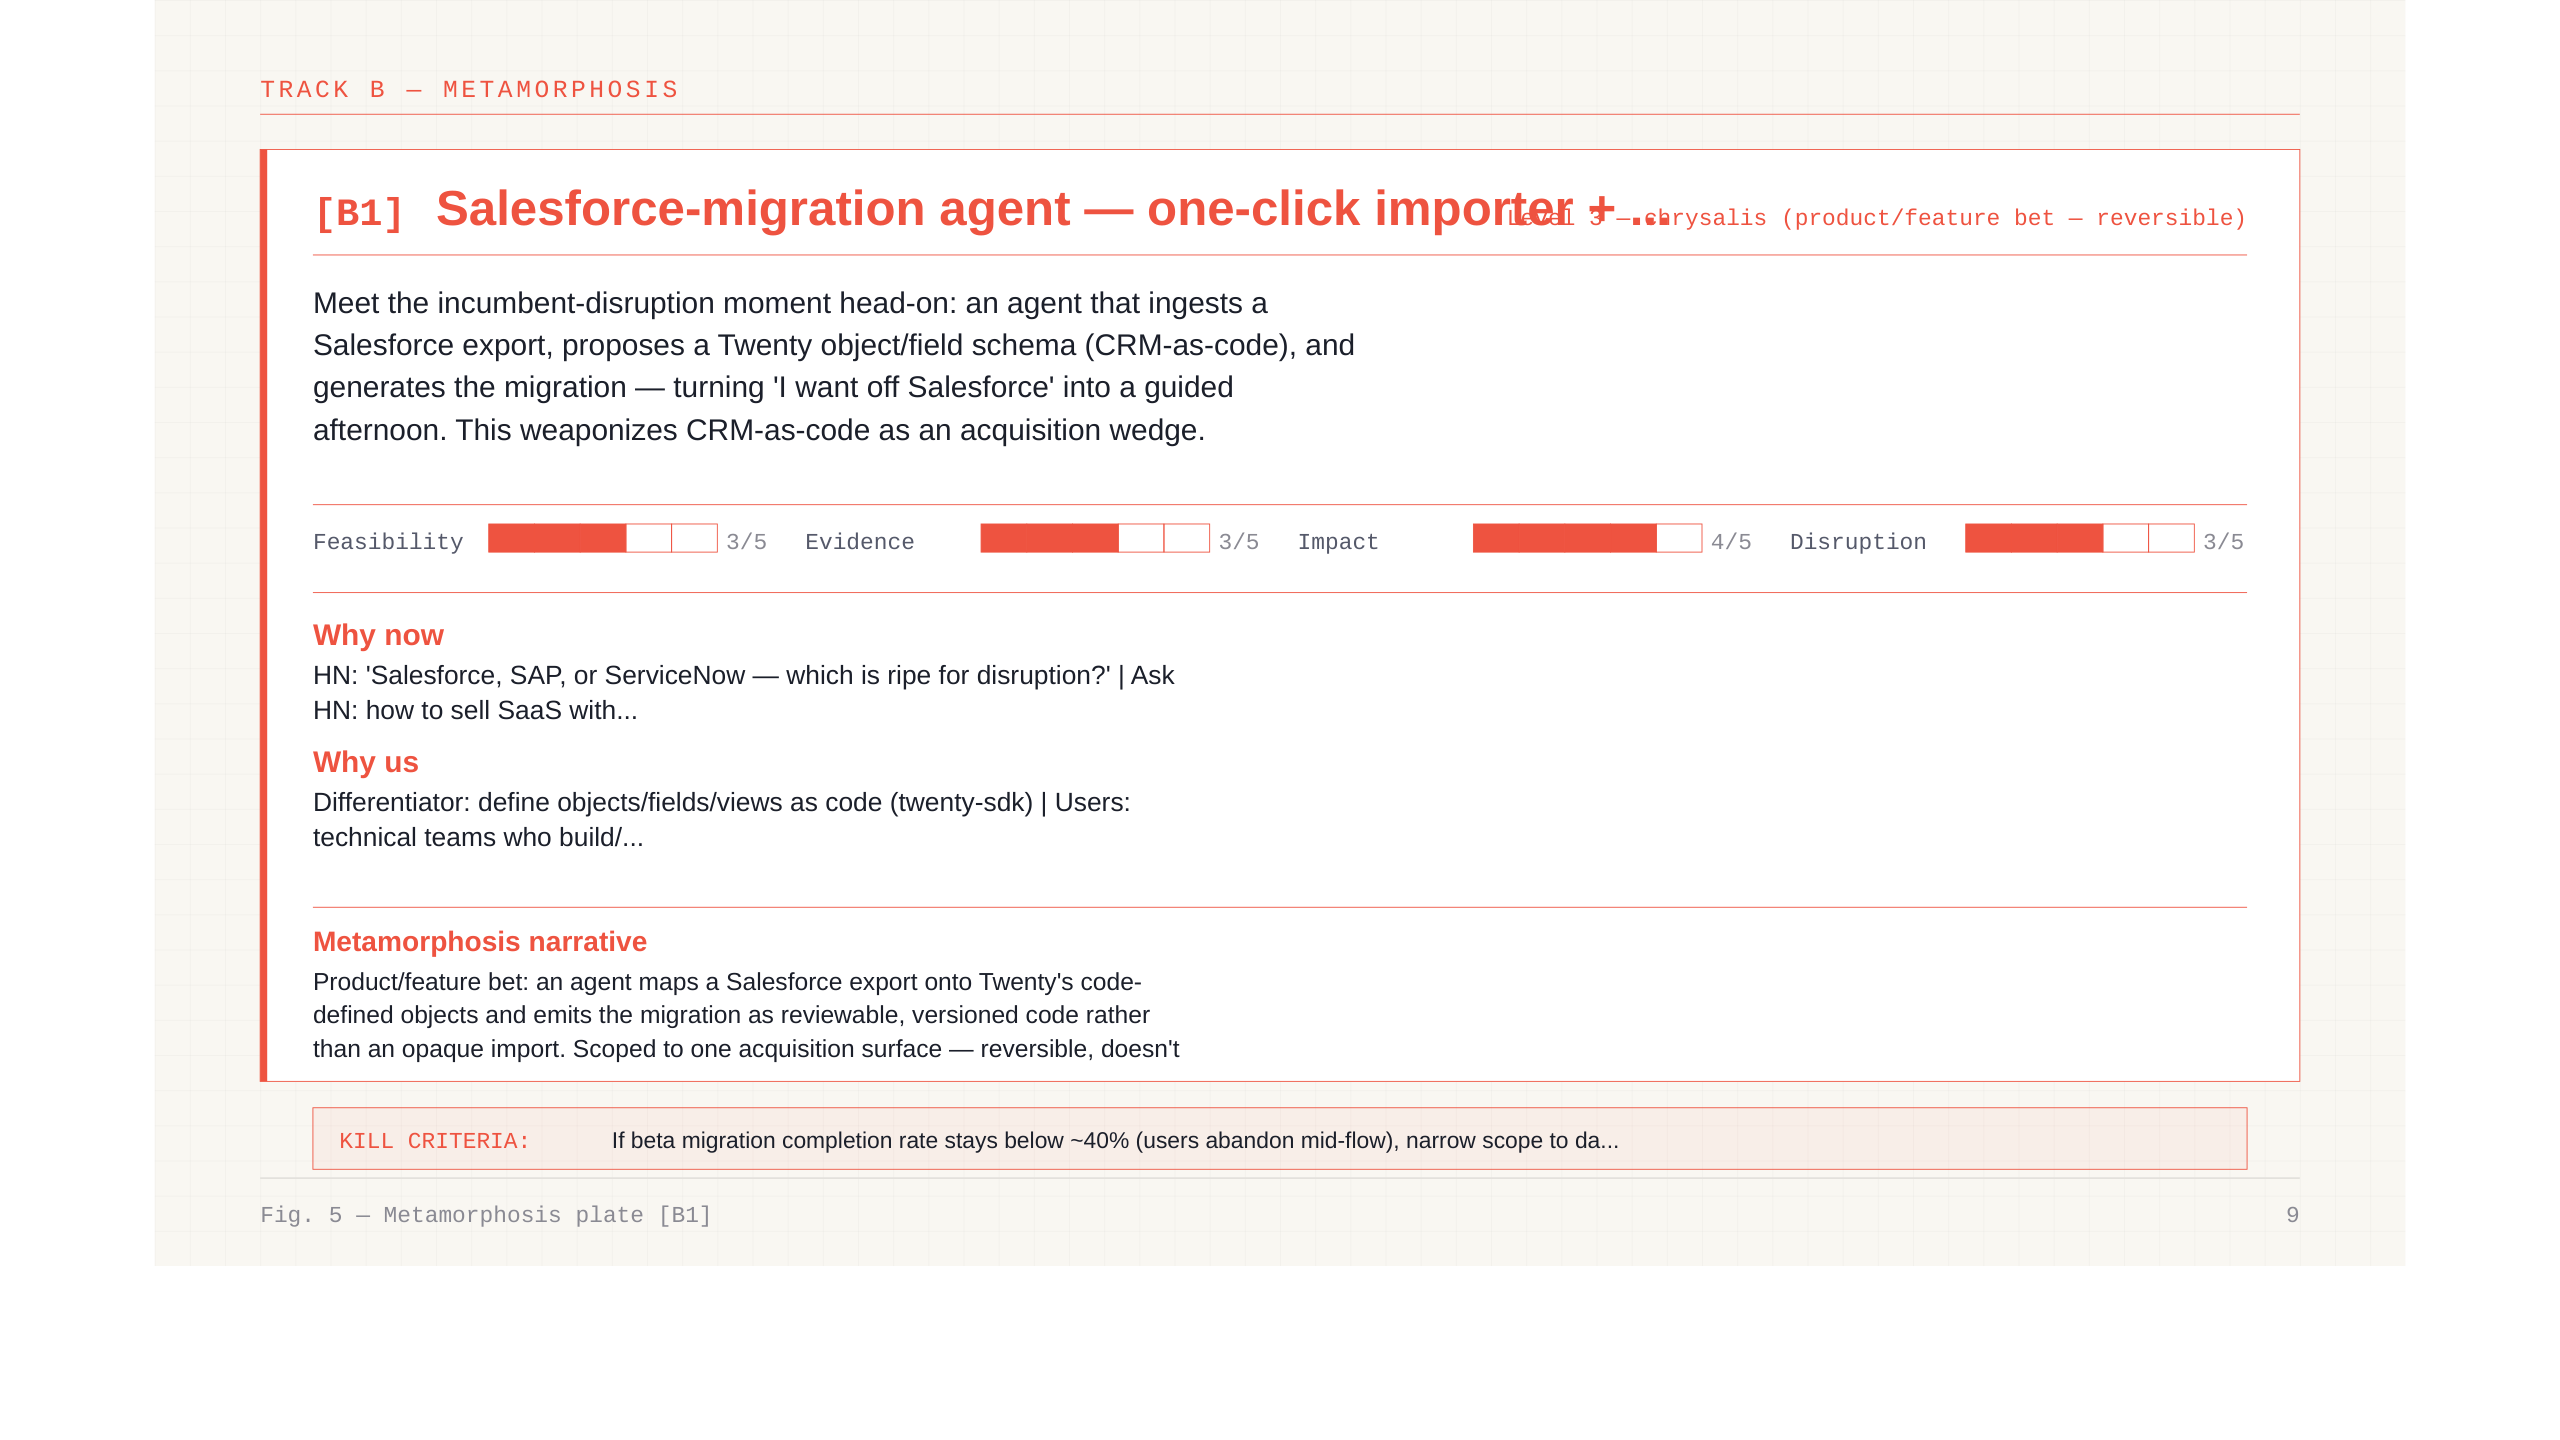 TRACK B — METAMORPHOSIS
[B1] Salesforce-migration agent — one-click importer +...
Level 3 — chrysalis (product/feature bet — reversible)
Meet the incumbent-disruption moment head-on: an agent that ingests a
Salesforce export, proposes a Twenty object/field schema (CRM-as-code), and
generates the migration — turning 'I want off Salesforce' into a guided
afternoon. This weaponizes CRM-as-code as an acquisition wedge.
Feasibility 3/5 Evidence 3/5 Impact 4/5 Disruption 3/5
Why now
HN: 'Salesforce, SAP, or ServiceNow — which is ripe for disruption?' | Ask
HN: how to sell SaaS with...
Why us
Differentiator: define objects/fields/views as code (twenty-sdk) | Users:
technical teams who build/...
Metamorphosis narrative
Product/feature bet: an agent maps a Salesforce export onto Twenty's code-
defined objects and emits the migration as reviewable, versioned code rather
than an opaque import. Scoped to one acquisition surface — reversible, doesn't
KILL CRITERIA: If beta migration completion rate stays below ~40% (users abandon mid-flow), narrow scope to da...
Fig. 5 — Metamorphosis plate [B1] 9